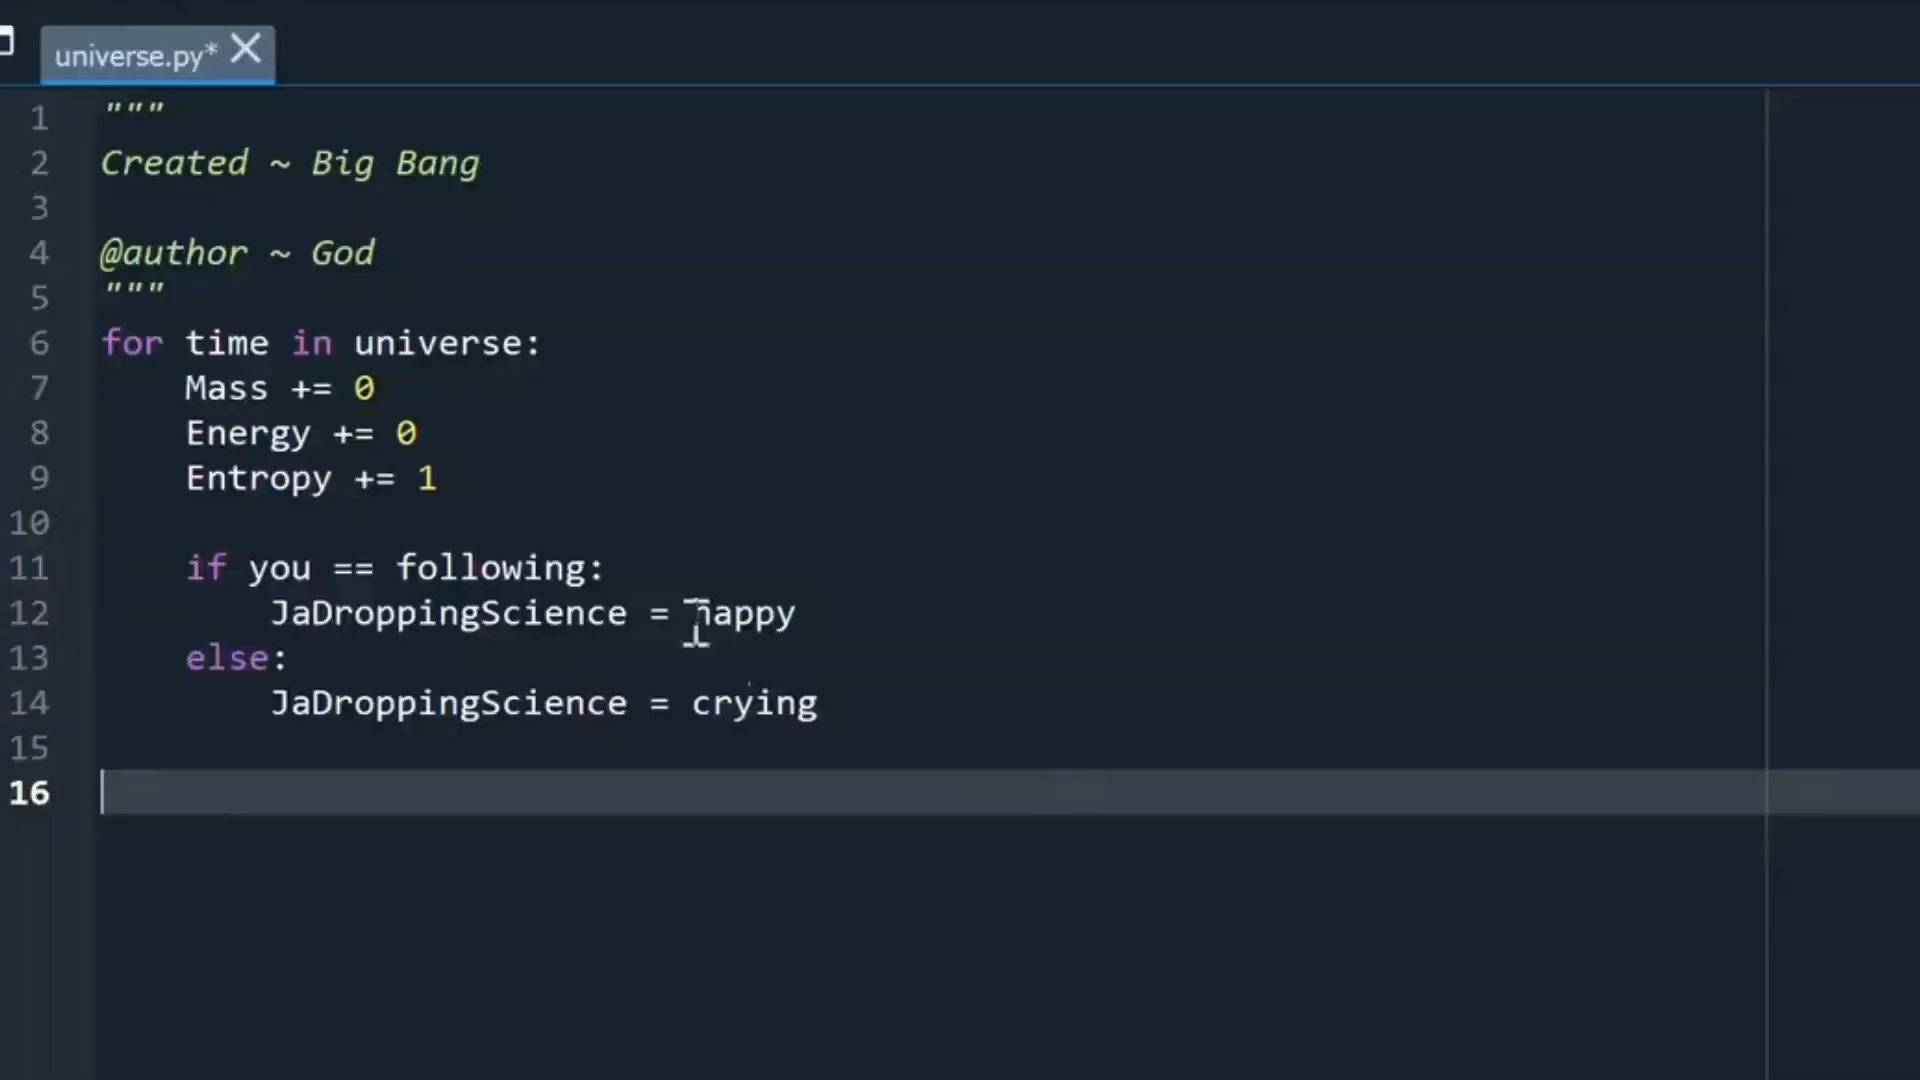 universe.py*
1 """
2 Created ~ Big Bang
3
4 @author ~ God
5 """
6 for time in universe:
7 Mass += 0
8 Energy += 0
9 Entropy += 1
10
11 if you == following:
12 JaDroppingScience = happy
13 else:
14 JaDroppingScience = crying
15
16